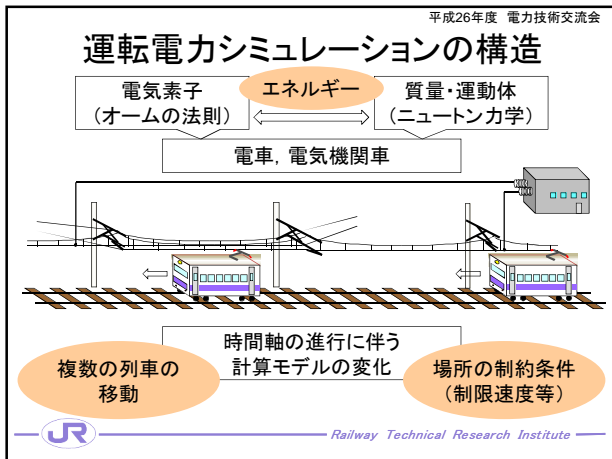 平成26年度 電力技術交流会
運転電力シミュレーションの構造
電気素子
（オームの法則）
エネルギー
質量・運動体
（ニュートン力学）
電車，電気機関車
時間軸の進行に伴う
計算モデルの変化
複数の列車の
移動
場所の制約条件
（制限速度等）
JR
Railway Technical Research Institute